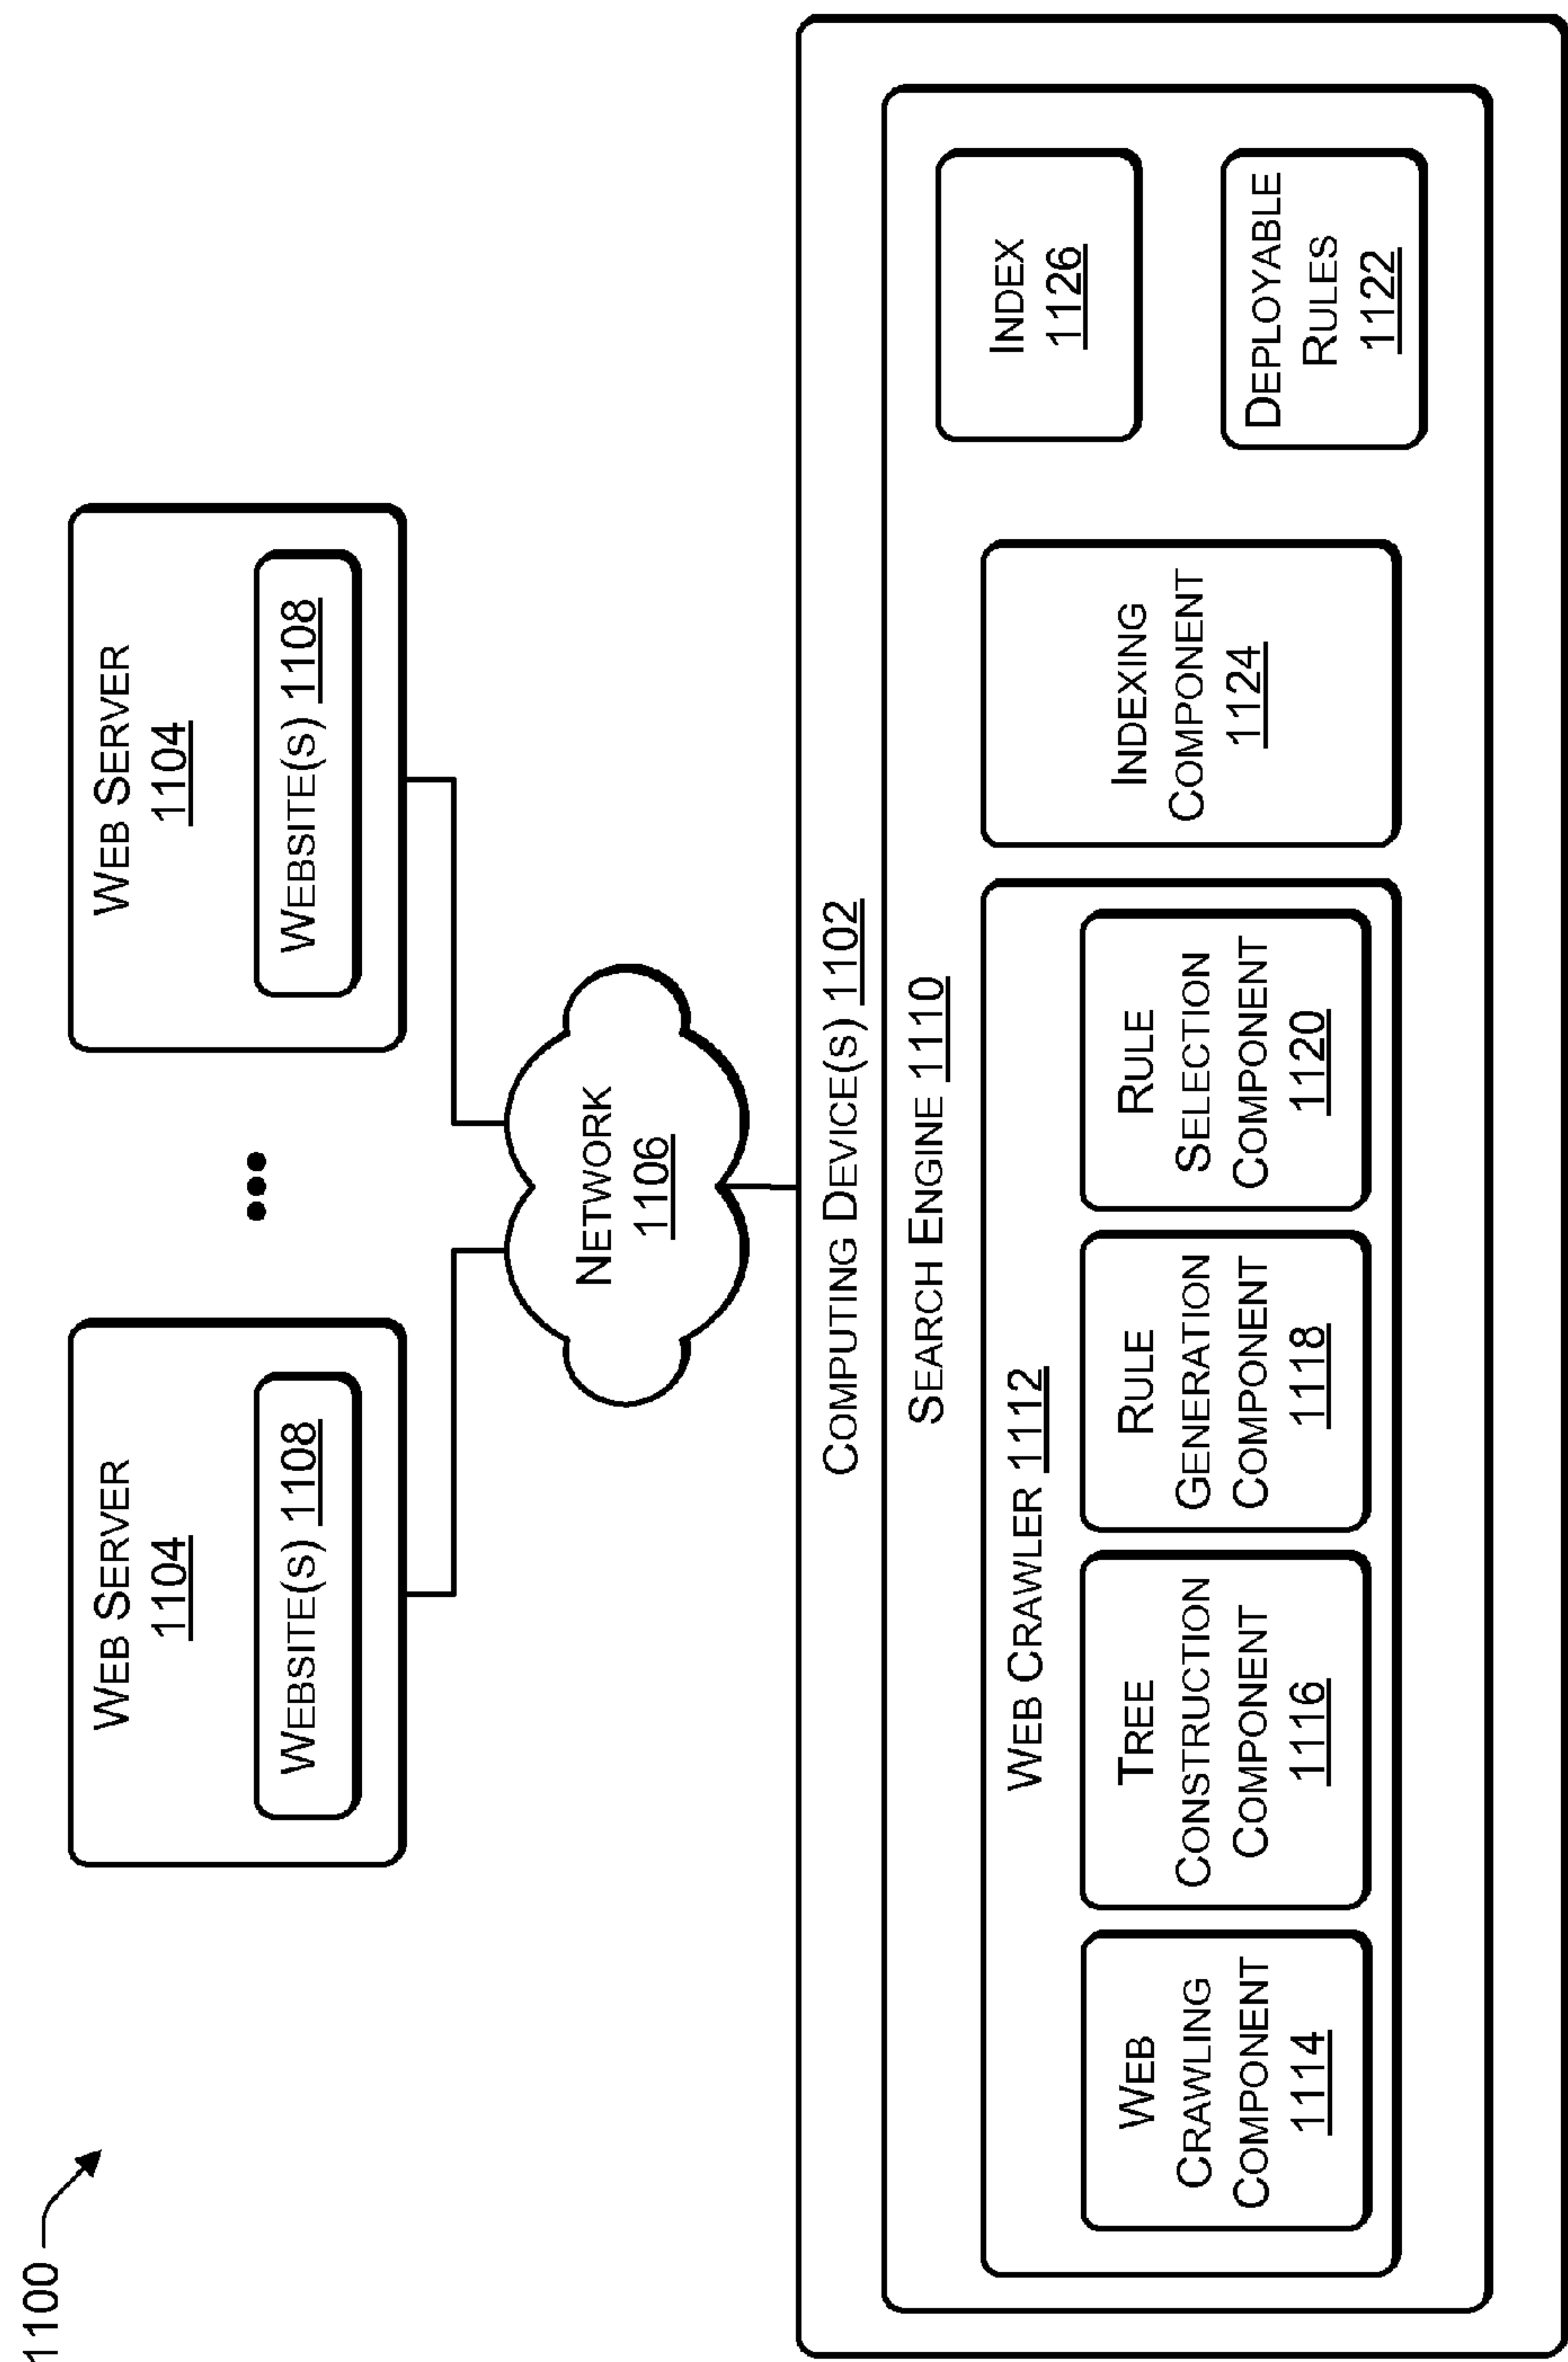 1100
WEB SERVER
1104
WEBSITE(S) 1108
•••
WEB SERVER
1104
WEBSITE(S) 1108
NETWORK
1106
COMPUTING DEVICE(S) 1102
SEARCH ENGINE 1110
WEB CRAWLER 1112
WEB
CRAWLING
COMPONENT
1114
TREE
CONSTRUCTION
COMPONENT
1116
RULE
GENERATION
COMPONENT
1118
RULE
SELECTION
COMPONENT
1120
INDEXING
COMPONENT
1124
INDEX
1126
DEPLOYABLE
RULES
1122